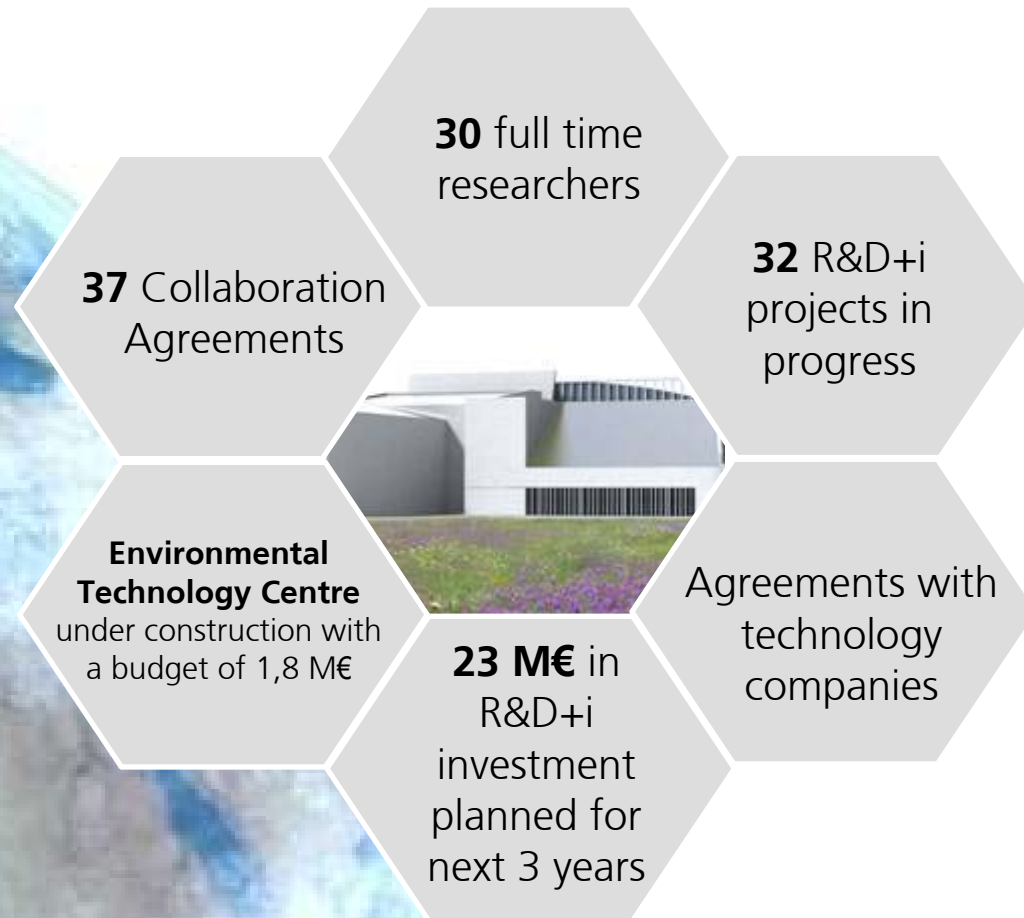 30 full time
researchers
37 Collaboration
Agreements
32 R&D+i
projects in
progress
Environmental
Technology Centre
under construction with
a budget of 1,8 M€
Agreements with
technology
companies
23 M€ in
R&D+i
investment
planned for
next 3 years